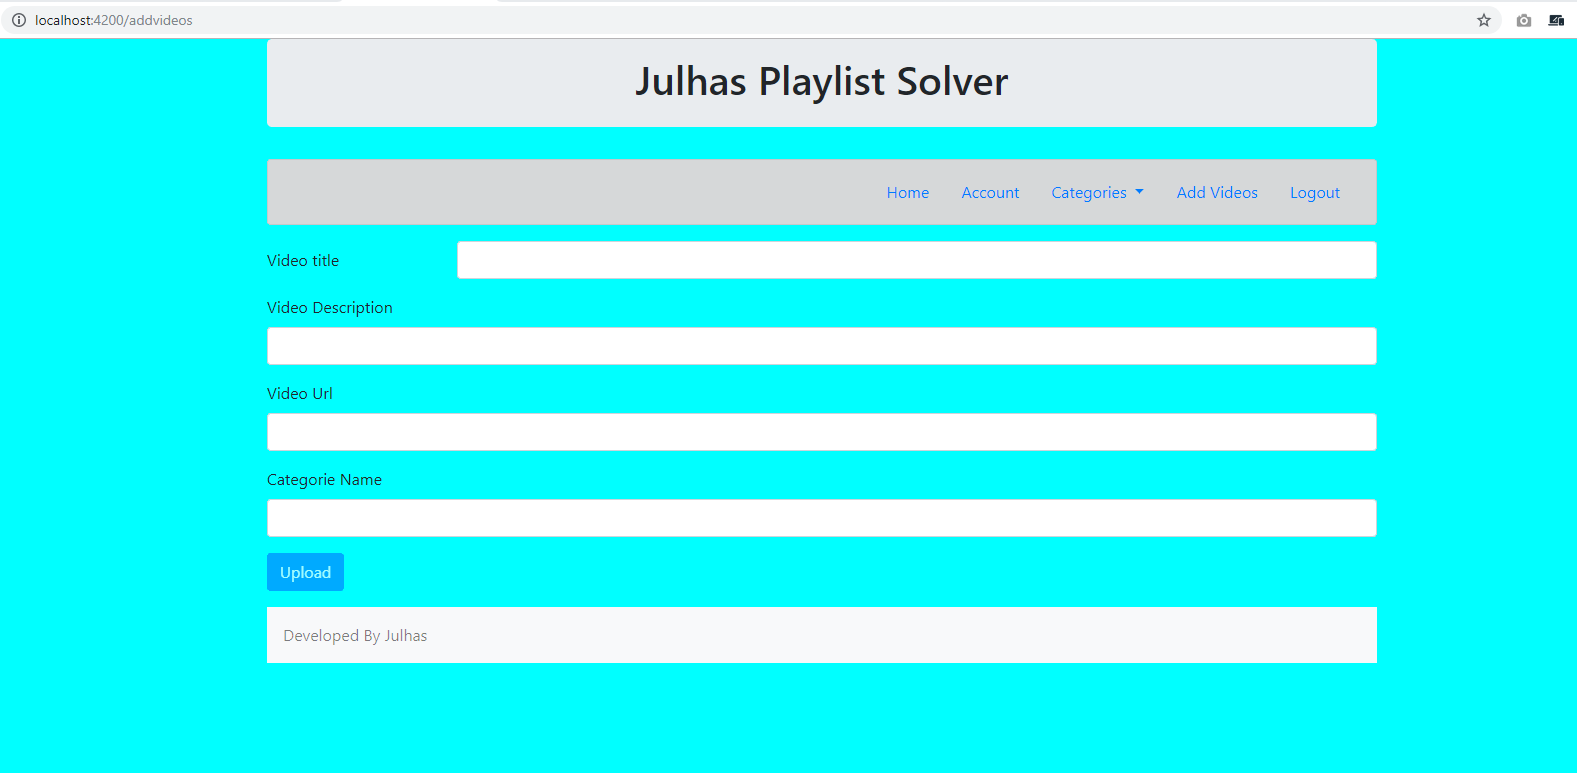 localhost:4200/addvideos
Julhas Playlist Solver
Home Account Categories Add Videos Logout
Video title
Video Description
Video Url
Categorie Name
Upload
Developed By Julhas